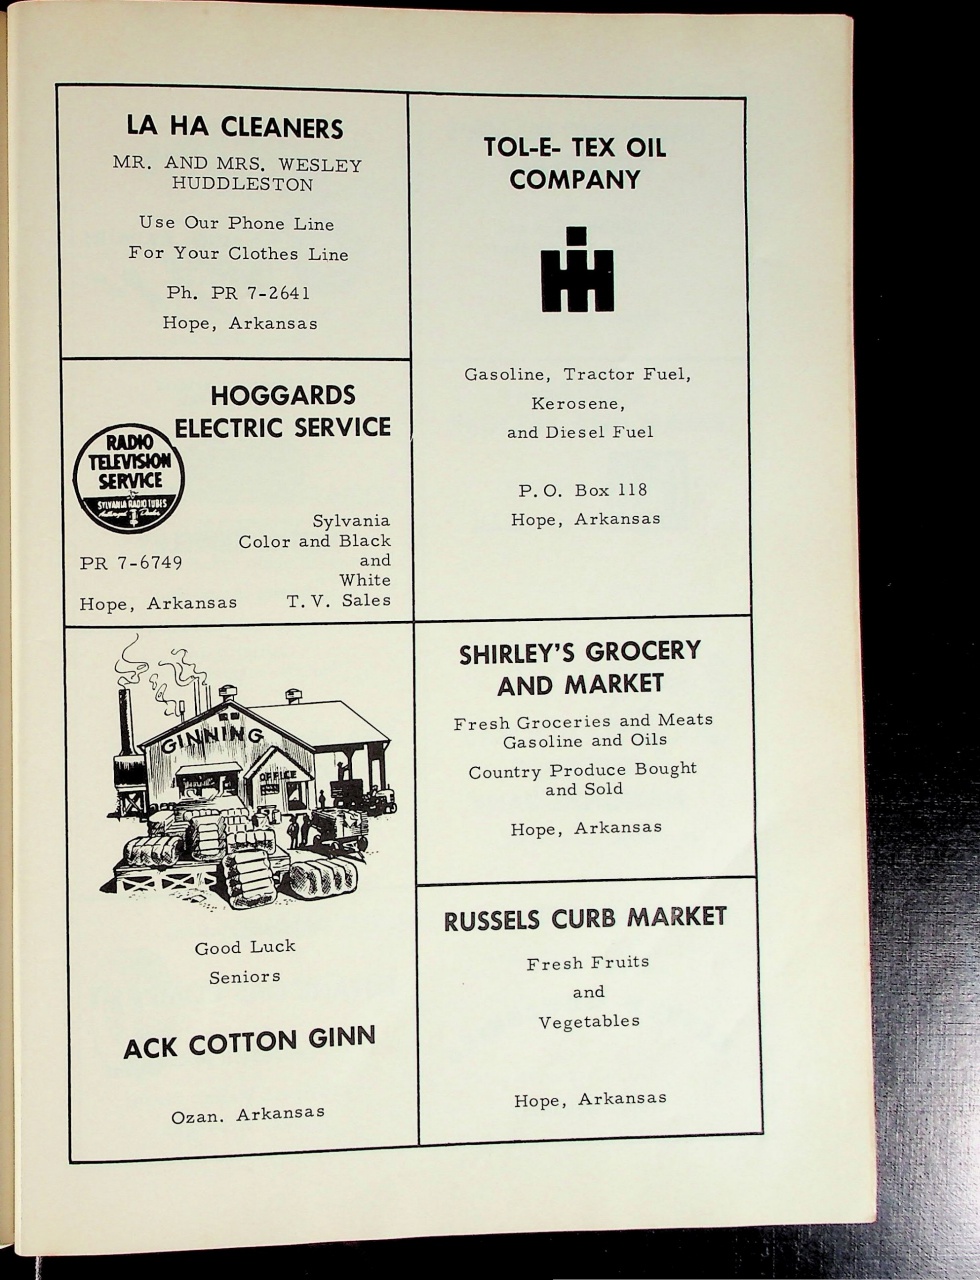 LA HA CLEANERS
MR. AND MRS. WESLEY
HUDDLESTON
Use Our Phone Line
For Your Clothes Line
Ph. PR 7-2641
Hope, Arkansas
HOGGARDS
ELECTRIC SERVICE
RADIO
TELEVISION
SERVICE
SYLVANIA RADIO TUBES
Authorized Dealer
Sylvania
Color and Black
and
White
T.V. Sales
PR 7-6749
Hope, Arkansas
GINNING
OFFICE
Good Luck
Seniors
ACK COTTON GINN
Ozan. Arkansas
TOL-E- TEX OIL
COMPANY
IH
Gasoline, Tractor Fuel,
Kerosene,
and Diesel Fuel
P.O. Box 118
Hope, Arkansas
SHIRLEY'S GROCERY
AND MARKET
Fresh Groceries and Meats
Gasoline and Oils
Country Produce Bought
and Sold
Hope, Arkansas
RUSSELS CURB MARKET
Fresh Fruits
and
Vegetables
Hope, Arkansas